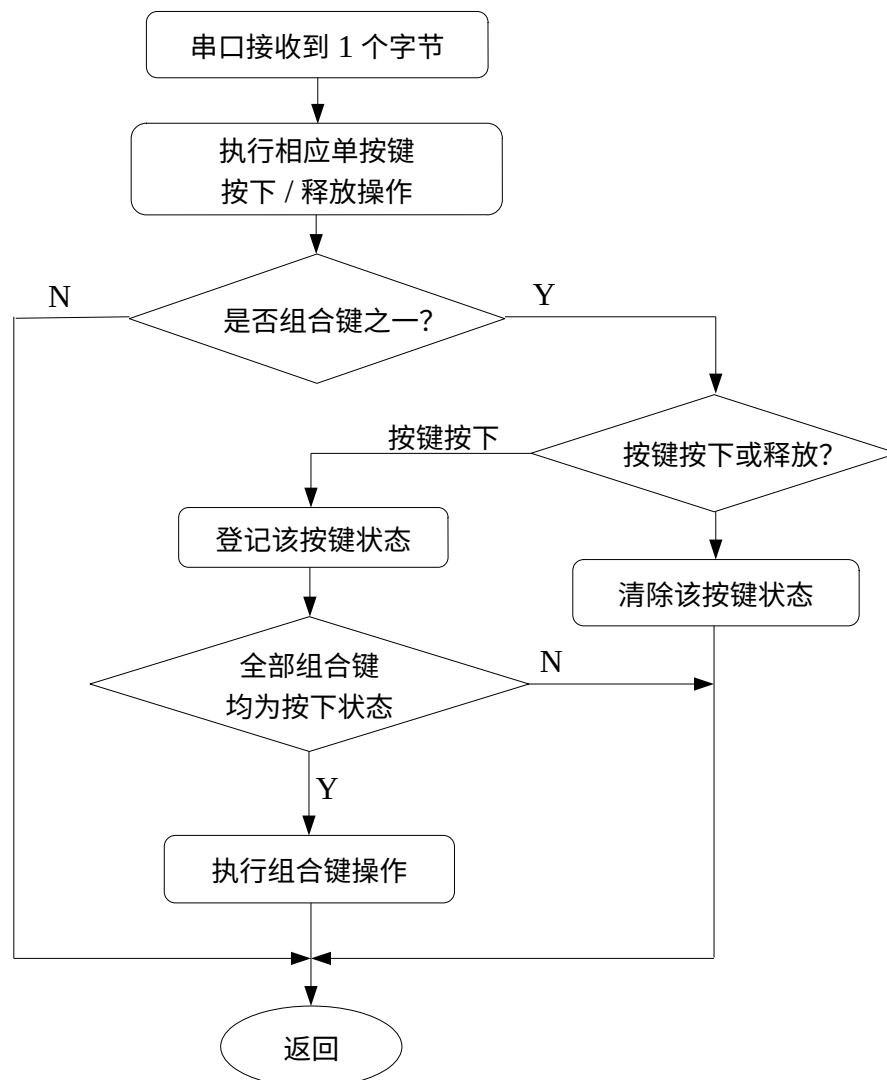 串口接收到 1 个字节
执行相应单按键
按下 / 释放操作
N
Y
是否组合键之一?
按键按下
按键按下或释放?
登记该按键状态
清除该按键状态
全部组合键
均为按下状态
N
Y
执行组合键操作
返回